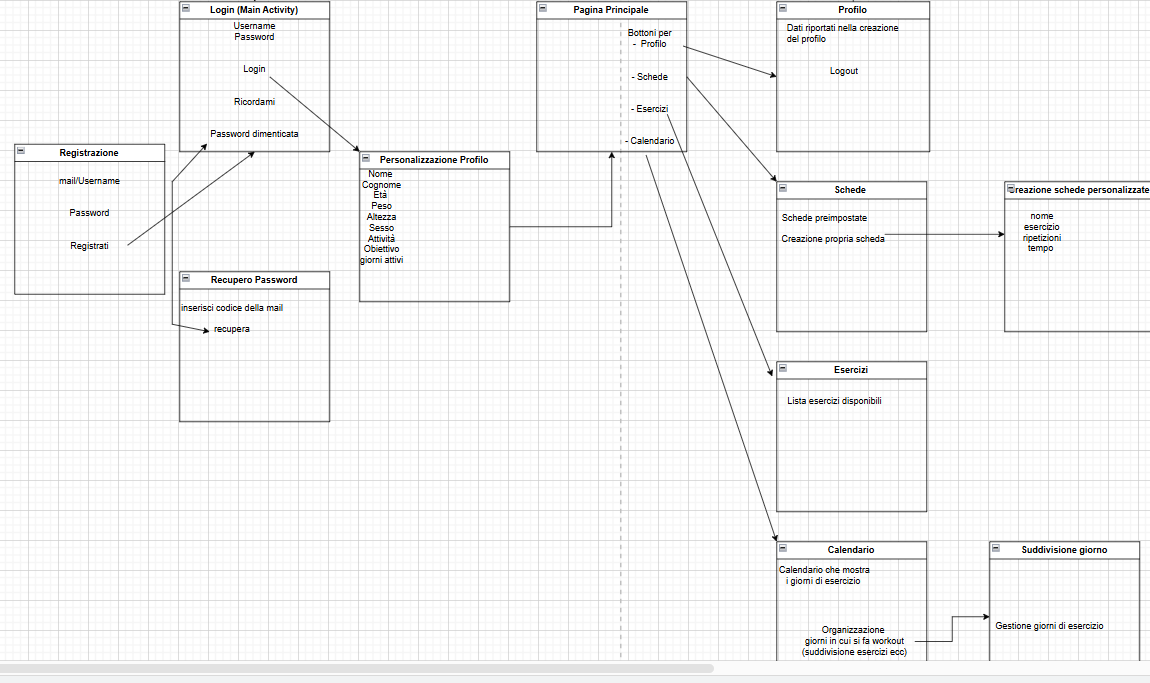 Login (Main Activity)
Username
Password
Login
Ricordami
Password dimenticata
Registrazione
mail/Username
Password
Registrati
Recupero Password
inserisci codice della mail
recupera
Personalizzazione Profilo
Nome
Cognome
Età
Peso
Altezza
Sesso
Attività
Obiettivo
giorni attivi
Pagina Principale
Bottoni per
- Profilo
- Schede
- Esercizi
- Calendario
Profilo
Dati riportati nella creazione
del profilo
Logout
Schede
Schede preimpostate
Creazione propria scheda
Creazione schede personalizzate
nome
esercizio
ripetizioni
tempo
Esercizi
Lista esercizi disponibili
Calendario
Calendario che mostra
i giorni di esercizio
Organizzazione
giorni in cui si fa workout
(suddivisione esercizi ecc)
Suddivisione giorno
Gestione giorni di esercizio